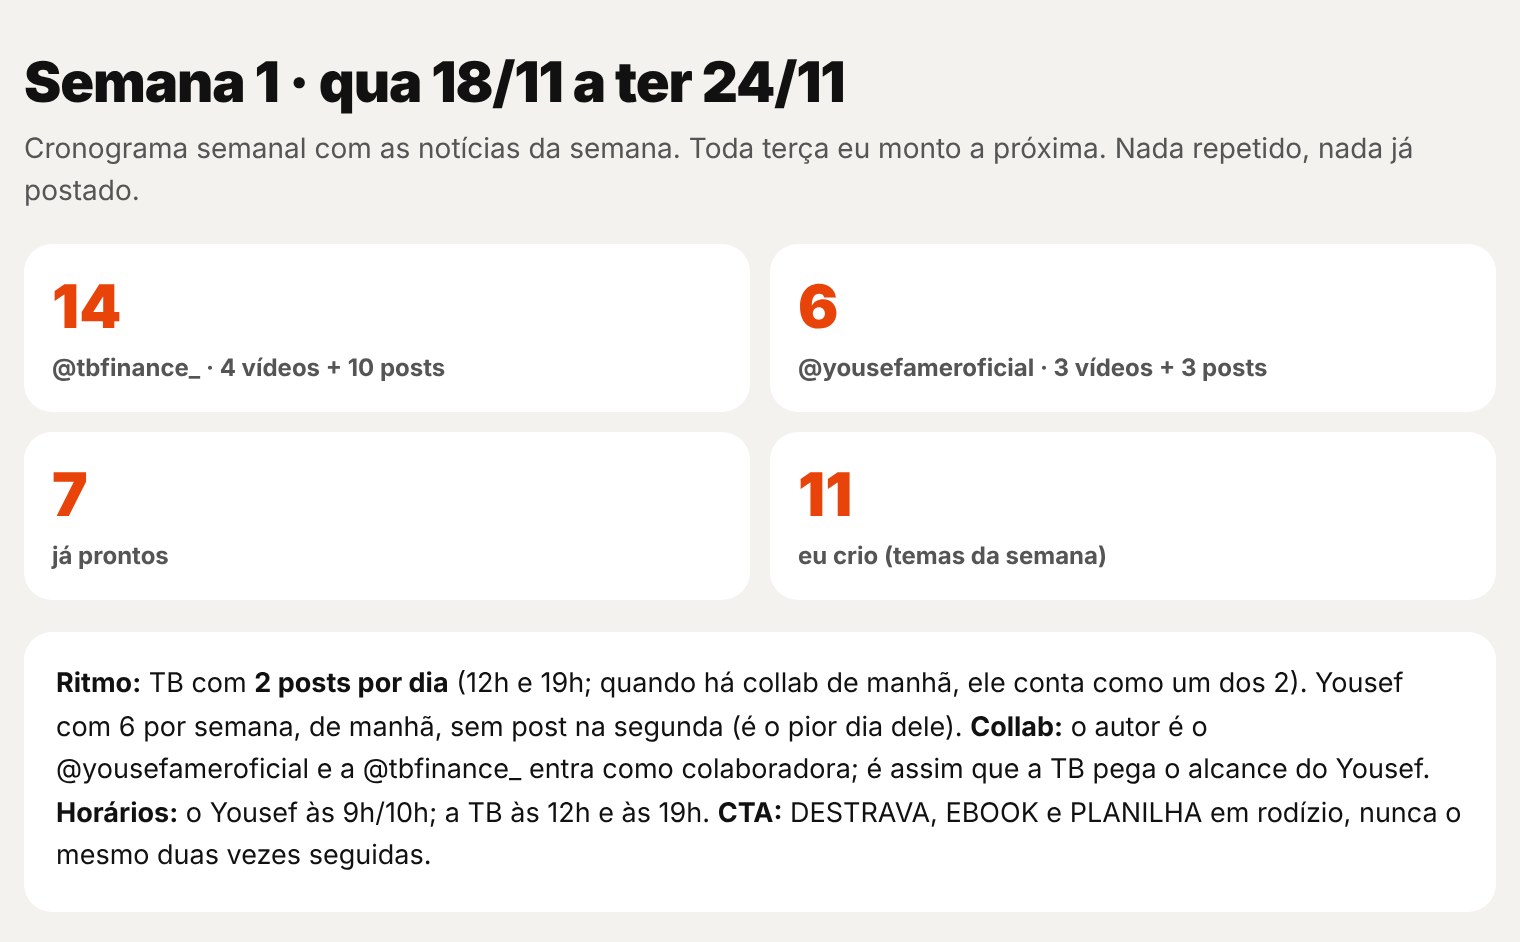 Semana 1 · qua 18/11 a ter 24/11
Cronograma semanal com as notícias da semana. Toda terça eu monto a próxima. Nada repetido, nada já
postado.
14
@tbfinance_ · 4 vídeos + 10 posts
6
@yousefameroficial · 3 vídeos + 3 posts
7
já prontos
11
eu crio (temas da semana)
Ritmo: TB com 2 posts por dia (12h e 19h; quando há collab de manhã, ele conta como um dos 2). Yousef
com 6 por semana, de manhã, sem post na segunda (é o pior dia dele). Collab: o autor é o
@yousefameroficial e a @tbfinance_ entra como colaboradora; é assim que a TB pega o alcance do Yousef.
Horários: o Yousef às 9h/10h; a TB às 12h e às 19h. CTA: DESTRAVA, EBOOK e PLANILHA em rodízio, nunca o
mesmo duas vezes seguidas.